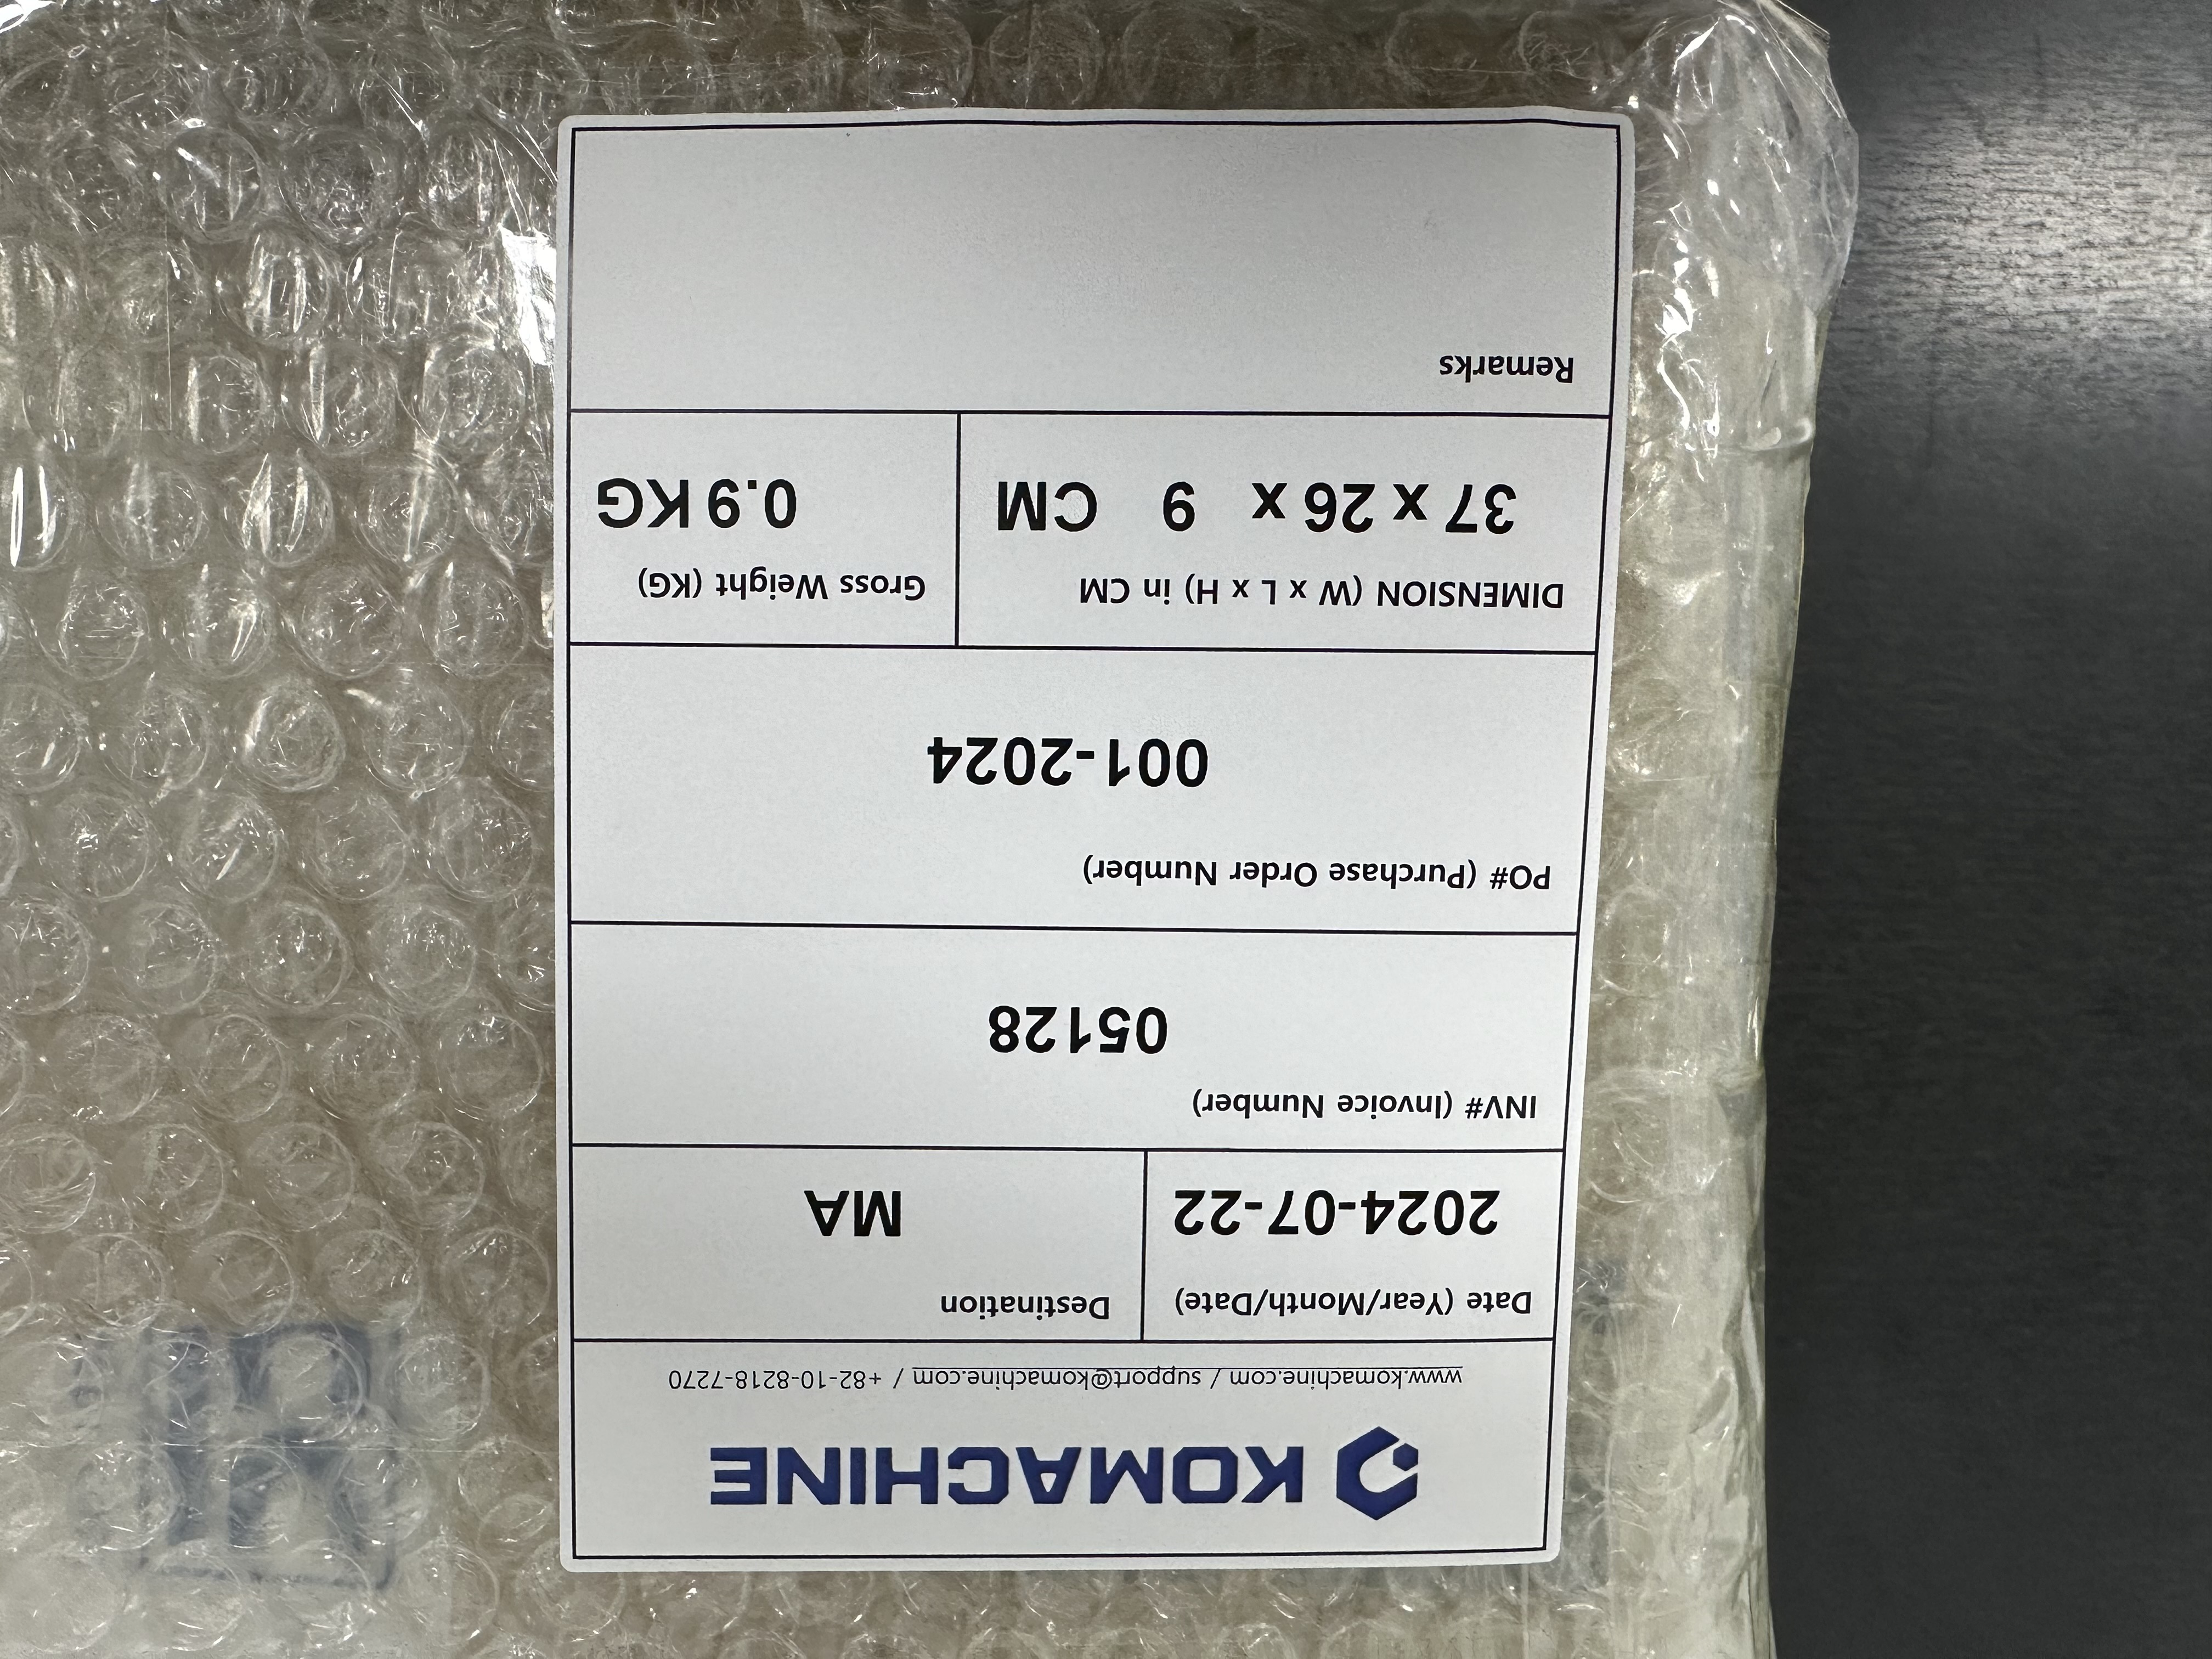 KOMACHINE
www.komachine.com / support@komachine.com / +82-10-8218-7270
Date (Year/Month/Date)
2024-07-22
Destination
MA
INV# (Invoice Number)
05128
PO# (Purchase Order Number)
001-2024
DIMENSION (W x L x H) in CM
37 x 26 x 9 CM
Gross Weight (KG)
0.9 KG
Remarks